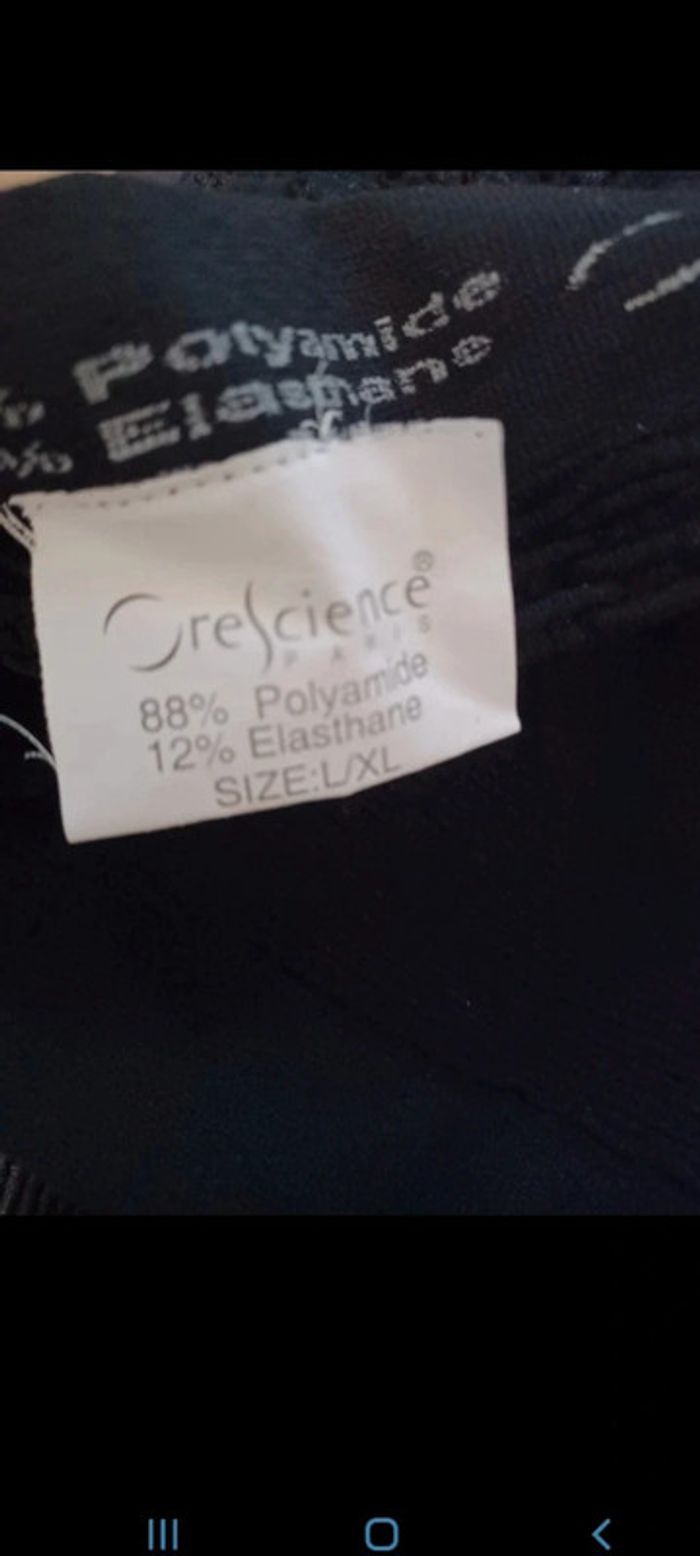 % Polyamide
% Elasthane
CreScience®
PARIS
88% Polyamide
12% Elasthane
SIZE:L/XL